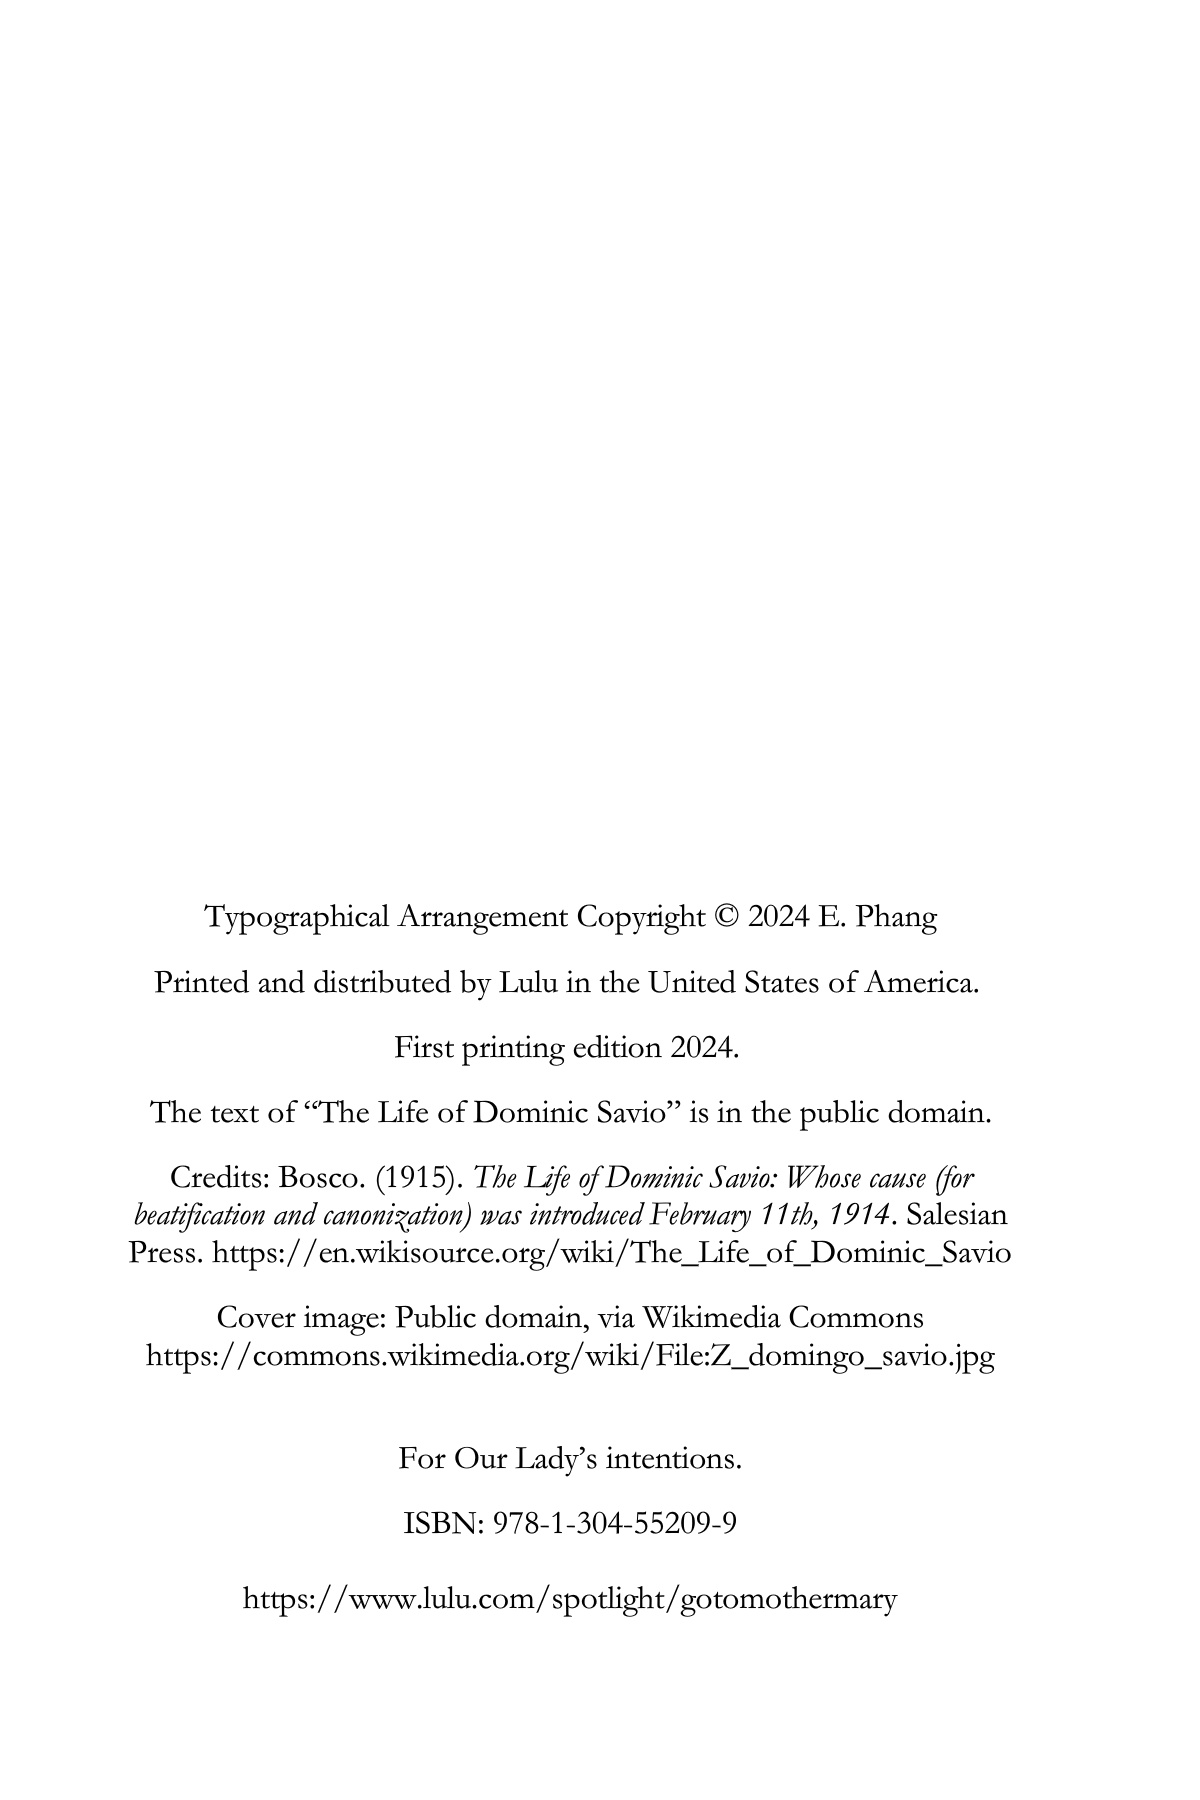 Typographical Arrangement Copyright © 2024 E. Phang
Printed and distributed by Lulu in the United States of America.
First printing edition 2024.
The text of “The Life of Dominic Savio” is in the public domain.
Credits: Bosco. (1915). The Life of Dominic Savio: Whose cause (for
beatification and canonization) was introduced February 11th, 1914. Salesian
Press. https://en.wikisource.org/wiki/The_Life_of_Dominic_Savio
Cover image: Public domain, via Wikimedia Commons
https://commons.wikimedia.org/wiki/File:Z_domingo_savio.jpg
For Our Lady’s intentions.
ISBN: 978-1-304-55209-9
https://www.lulu.com/spotlight/gotomothermary